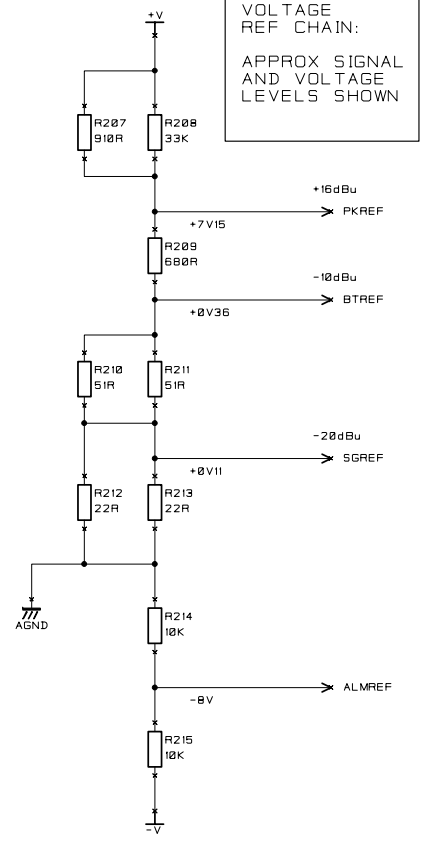 +V
VOLTAGE
REF CHAIN:
APPROX SIGNAL
AND VOLTAGE
LEVELS SHOWN
R207
910R
R208
33K
+16dBu
PKREF
+7V15
R209
680R
-10dBu
BTREF
+0V36
R210
51R
R211
51R
-20dBu
SGREF
+0V11
R212
22R
R213
22R
AGND
R214
10K
ALMREF
-8V
R215
10K
-V